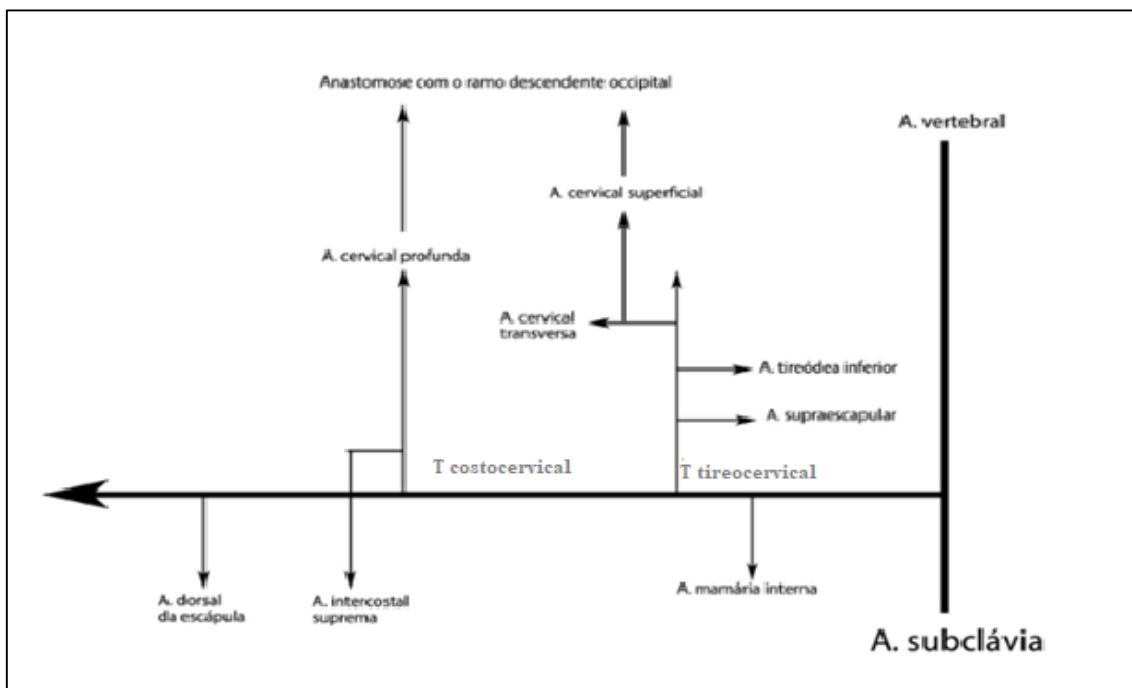 Anastomose com o ramo descendente occipital
A. vertebral
A. cervical superficial
A. cervical profunda
A. cervical
transversa
A. tireódea inferior
A. supraescapular
T costocervical
T tireocervical
A. dorsal
da escápula
A. intercostal
suprema
A. mamária interna
A. subclávia